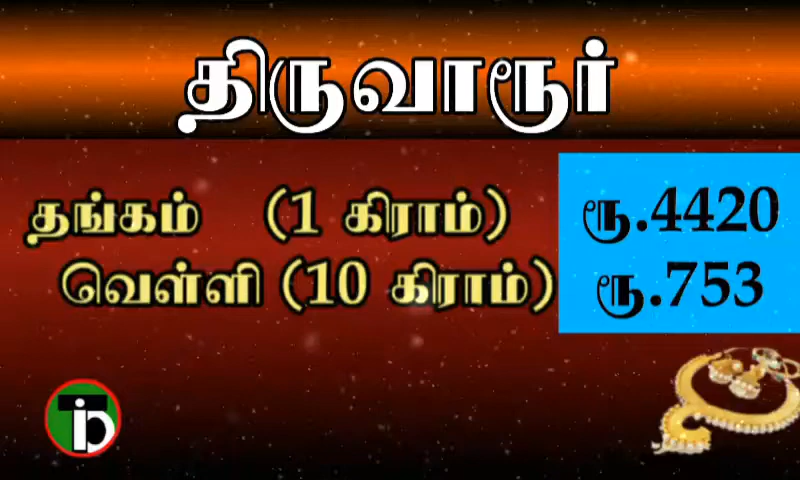 திருவாரூர்
தங்கம் (1 கிராம்) ரூ.4420
வெள்ளி (10 கிராம்) ரூ.753